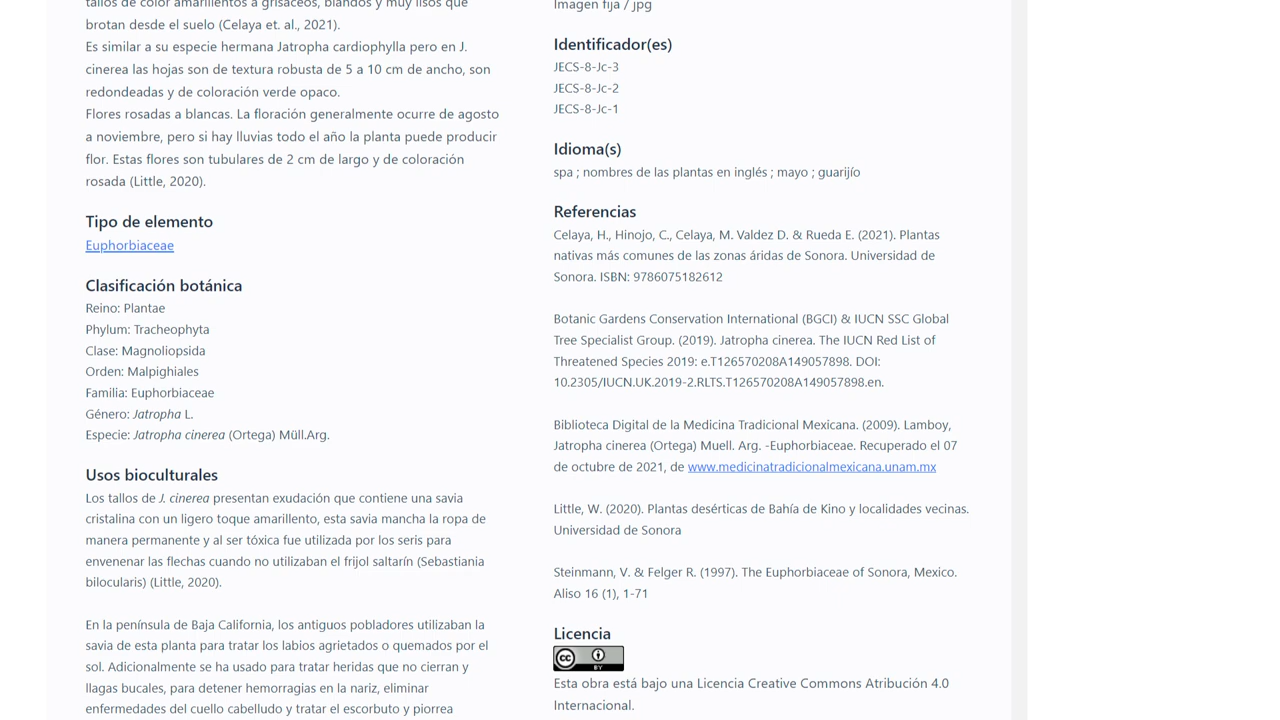 tallos de color amarillentos a grisáceos, blandos y muy lisos que
brotan desde el suelo (Celaya et. al., 2021).
Es similar a su especie hermana Jatropha cardiophylla pero en J.
cinerea las hojas son de textura robusta de 5 a 10 cm de ancho, son
redondeadas y de coloración verde opaco.
Flores rosadas a blancas. La floración generalmente ocurre de agosto
a noviembre, pero si hay lluvias todo el año la planta puede producir
flor. Estas flores son tubulares de 2 cm de largo y de coloración
rosada (Little, 2020).
Tipo de elemento
Euphorbiaceae
Clasificación botánica
Reino: Plantae
Phylum: Tracheophyta
Clase: Magnoliopsida
Orden: Malpighiales
Familia: Euphorbiaceae
Género: Jatropha L.
Especie: Jatropha cinerea (Ortega) Müll.Arg.
Usos bioculturales
Los tallos de J. cinerea presentan exudación que contiene una savia
cristalina con un ligero toque amarillento, esta savia mancha la ropa de
manera permanente y al ser tóxica fue utilizada por los seris para
envenenar las flechas cuando no utilizaban el frijol saltarín (Sebastiania
bilocularis) (Little, 2020).
En la península de Baja California, los antiguos pobladores utilizaban la
savia de esta planta para tratar los labios agrietados o quemados por el
sol. Adicionalmente se ha usado para tratar heridas que no cierran y
llagas bucales, para detener hemorragias en la nariz, eliminar
enfermedades del cuello cabelludo y tratar el escorbuto y piorrea
Imagen fija / jpg
Identificador(es)
JECS-8-Jc-3
JECS-8-Jc-2
JECS-8-Jc-1
Idioma(s)
spa ; nombres de las plantas en inglés ; mayo ; guarijío
Referencias
Celaya, H., Hinojo, C., Celaya, M. Valdez D. & Rueda E. (2021). Plantas
nativas más comunes de las zonas áridas de Sonora. Universidad de
Sonora. ISBN: 9786075182612
Botanic Gardens Conservation International (BGCI) & IUCN SSC Global
Tree Specialist Group. (2019). Jatropha cinerea. The IUCN Red List of
Threatened Species 2019: e.T126570208A149057898. DOI:
10.2305/IUCN.UK.2019-2.RLTS.T126570208A149057898.en.
Biblioteca Digital de la Medicina Tradicional Mexicana. (2009). Lamboy,
Jatropha cinerea (Ortega) Muell. Arg. -Euphorbiaceae. Recuperado el 07
de octubre de 2021, de www.medicinatradicionalmexicana.unam.mx
Little, W. (2020). Plantas desérticas de Bahía de Kino y localidades vecinas.
Universidad de Sonora
Steinmann, V. & Felger R. (1997). The Euphorbiaceae of Sonora, Mexico.
Aliso 16 (1), 1-71
Licencia
cc BY
Esta obra está bajo una Licencia Creative Commons Atribución 4.0
Internacional.